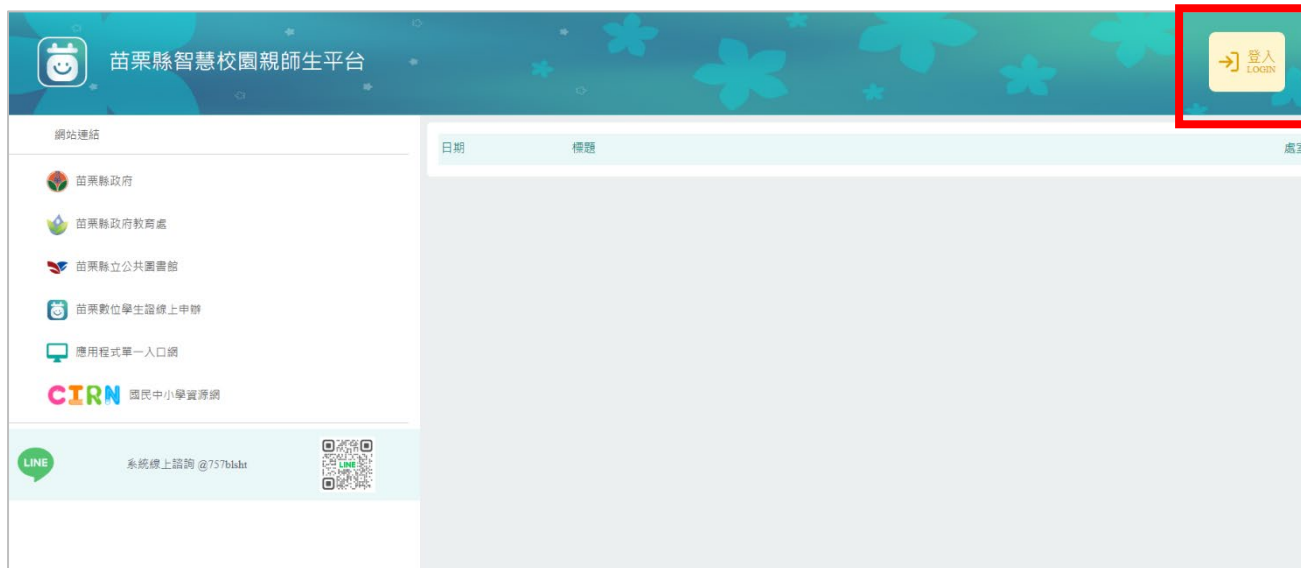 苗栗縣智慧校園親師生平台
登入
LOGIN
網站連結
苗栗縣政府
苗栗縣政府教育處
苗栗縣立公共圖書館
苗栗數位學生證線上申辦
應用程式單一入口網
CIRN 國民中小學資源網
LINE 系統線上諮詢 @757blsht
LINE
日期 標題 處室